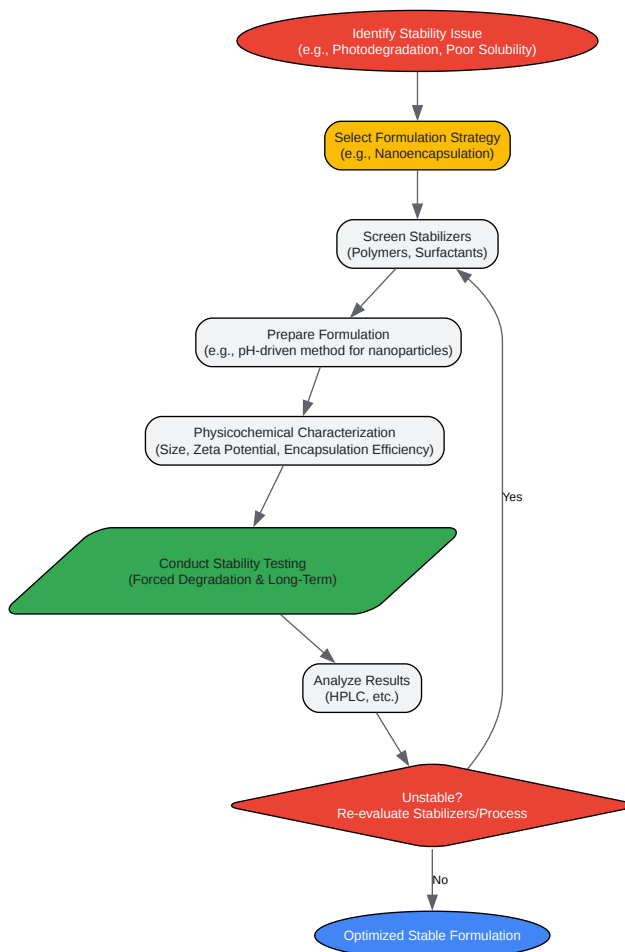 Identify Stability Issue
(e.g., Photodegradation, Poor Solubility)
Select Formulation Strategy
(e.g., Nanoencapsulation)
Screen Stabilizers
(Polymers, Surfactants)
Prepare Formulation
(e.g., pH-driven method for nanoparticles)
Physicochemical Characterization
(Size, Zeta Potential, Encapsulation Efficiency)
Yes
Conduct Stability Testing
(Forced Degradation & Long-Term)
Analyze Results
(HPLC, etc.)
Unstable?
Re-evaluate Stabilizers/Process
No
Optimized Stable Formulation